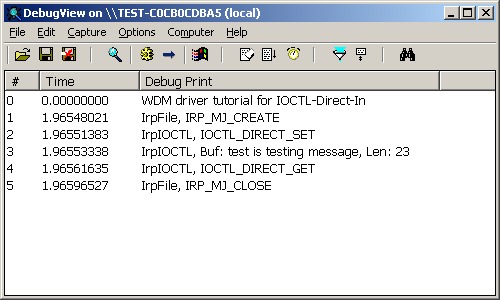 DebugView on \\TEST-C0CB0CDBA5 (local)
File Edit Capture Options Computer Help
# Time Debug Print
0 0.00000000 WDM driver tutorial for IOCTL-Direct-In
1 1.96548021 IrpFile, IRP_MJ_CREATE
2 1.96551383 IrpIOCTL, IOCTL_DIRECT_SET
3 1.96553338 IrpIOCTL, Buf: test is testing message, Len: 23
4 1.96561635 IrpIOCTL, IOCTL_DIRECT_GET
5 1.96596527 IrpFile, IRP_MJ_CLOSE